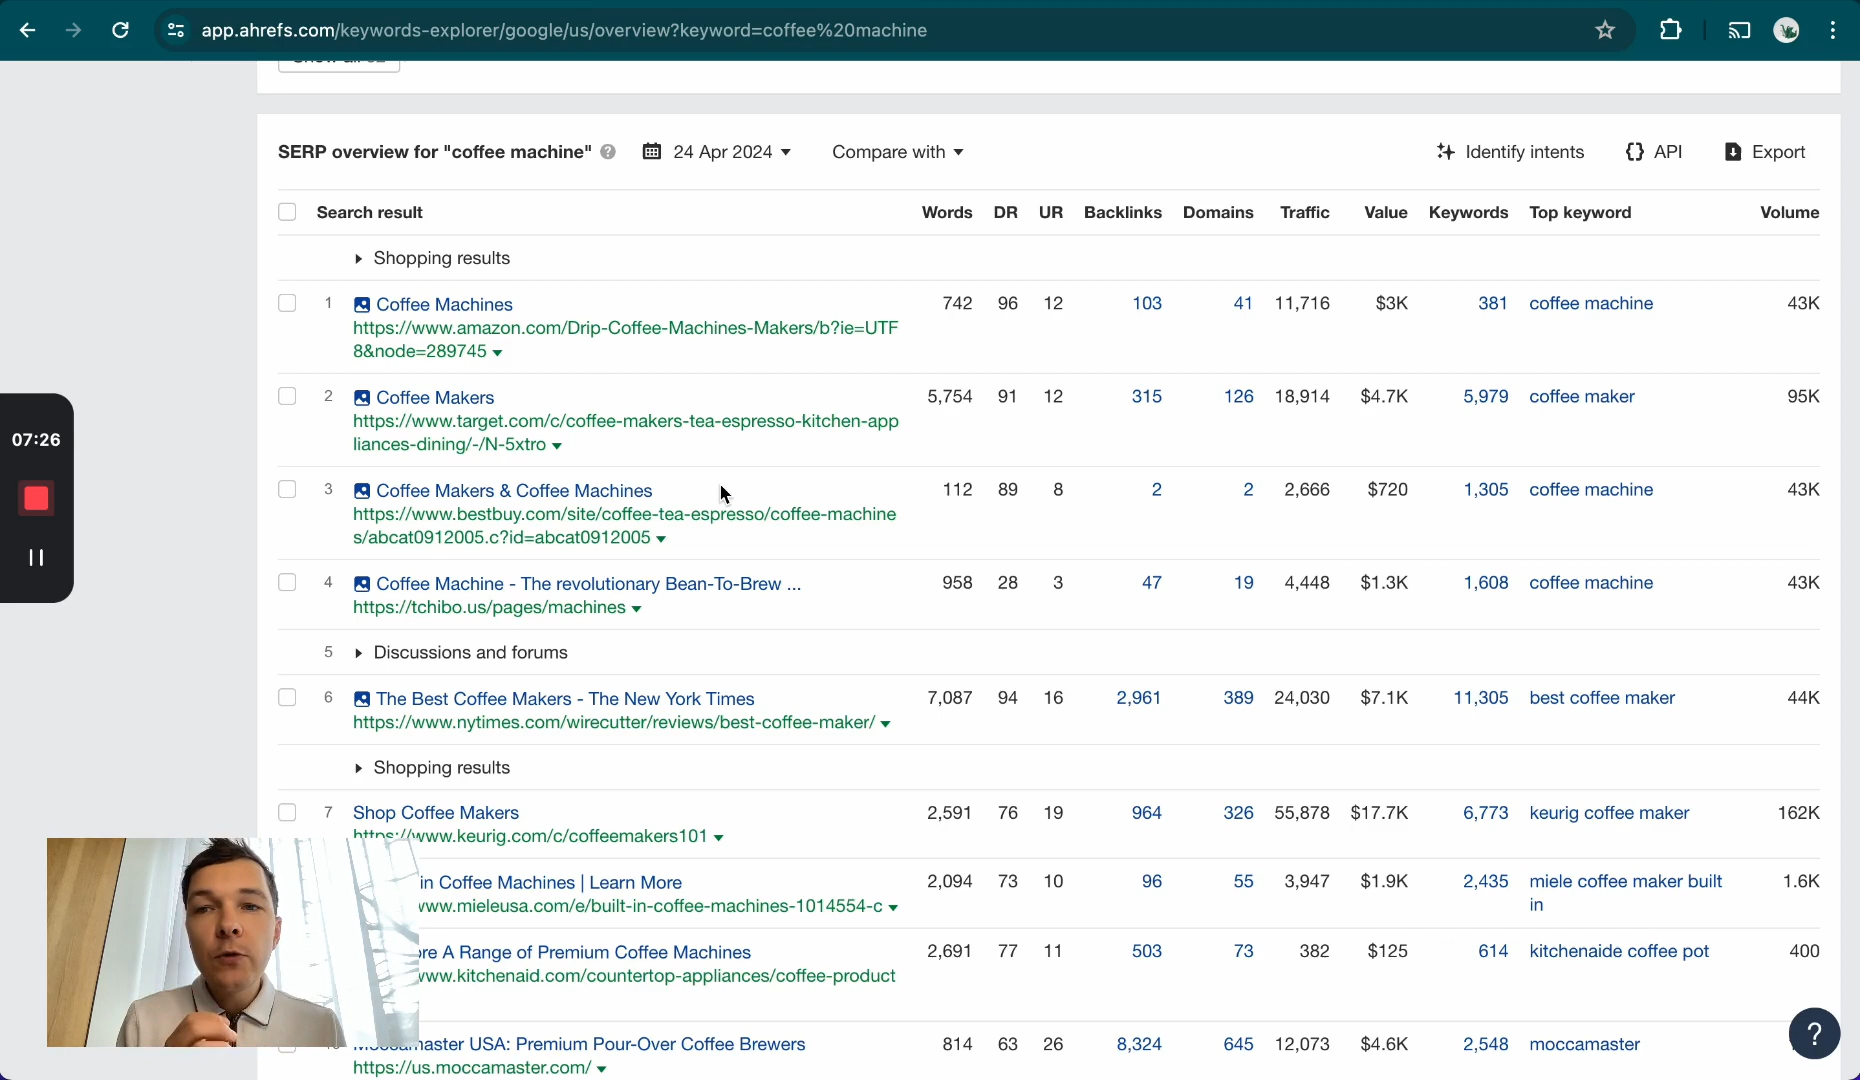 app.ahrefs.com/keywords-explorer/google/us/overview?keyword=coffee%20machine
SERP overview for "coffee machine" ? 24 Apr 2024 Compare with Identify intents {} API Export
Search result Words DR UR Backlinks Domains Traffic Value Keywords Top keyword Volume
Shopping results
1 Coffee Machines 742 96 12 103 41 11,716 $3K 381 coffee machine 43K
https://www.amazon.com/Drip-Coffee-Machines-Makers/b?ie=UTF
8&node=289745
2 Coffee Makers 5,754 91 12 315 126 18,914 $4.7K 5,979 coffee maker 95K
https://www.target.com/c/coffee-makers-tea-espresso-kitchen-app
liances-dining/-/N-5xtro
07:26
3 Coffee Makers & Coffee Machines 112 89 8 2 2 2,666 $720 1,305 coffee machine 43K
https://www.bestbuy.com/site/coffee-tea-espresso/coffee-machine
s/abcat0912005.c?id=abcat0912005
4 Coffee Machine - The revolutionary Bean-To-Brew ... 958 28 3 47 19 4,448 $1.3K 1,608 coffee machine 43K
https://tchibo.us/pages/machines
5 Discussions and forums
6 The Best Coffee Makers - The New York Times 7,087 94 16 2,961 389 24,030 $7.1K 11,305 best coffee maker 44K
https://www.nytimes.com/wirecutter/reviews/best-coffee-maker/
Shopping results
7 Shop Coffee Makers 2,591 76 19 964 326 55,878 $17.7K 6,773 keurig coffee maker 162K
https://www.keurig.com/c/coffeemakers101
in Coffee Machines | Learn More 2,094 73 10 96 55 3,947 $1.9K 2,435 miele coffee maker built 1.6K
in
www.mieleusa.com/e/built-in-coffee-machines-1014554-c
ore A Range of Premium Coffee Machines 2,691 77 11 503 73 382 $125 614 kitchenaide coffee pot 400
www.kitchenaid.com/countertop-appliances/coffee-product
Moccamaster USA: Premium Pour-Over Coffee Brewers 814 63 26 8,324 645 12,073 $4.6K 2,548 moccamaster
https://us.moccamaster.com/
?